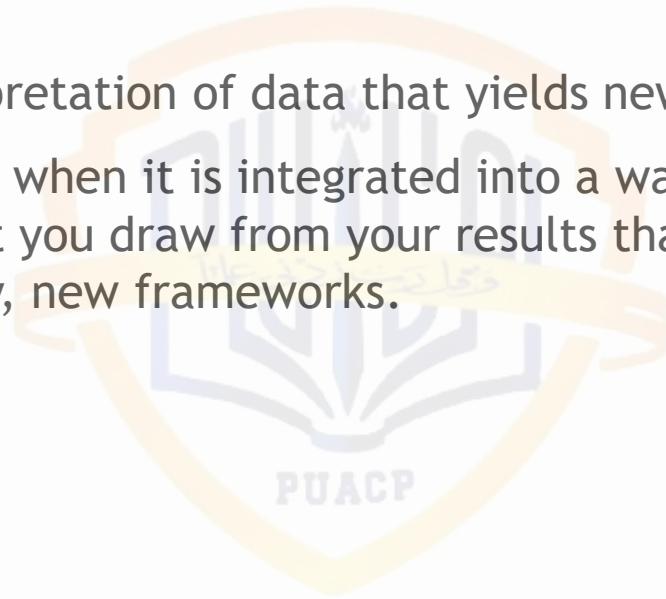 pretation of data that yields nev
when it is integrated into a wa
t you draw from your results tha
, new frameworks.
PUACP